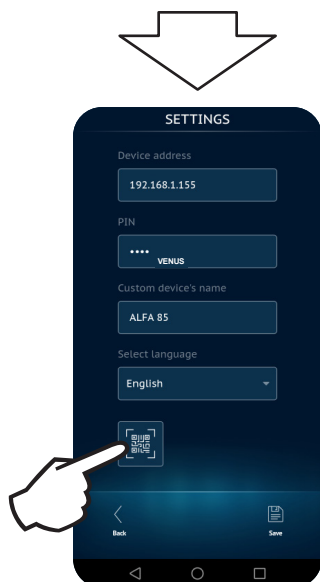 SETTINGS
Device address
192.168.1.155
PIN
••••
VENUS
Custom device's name
ALFA 85
Select language
English
Back
Save